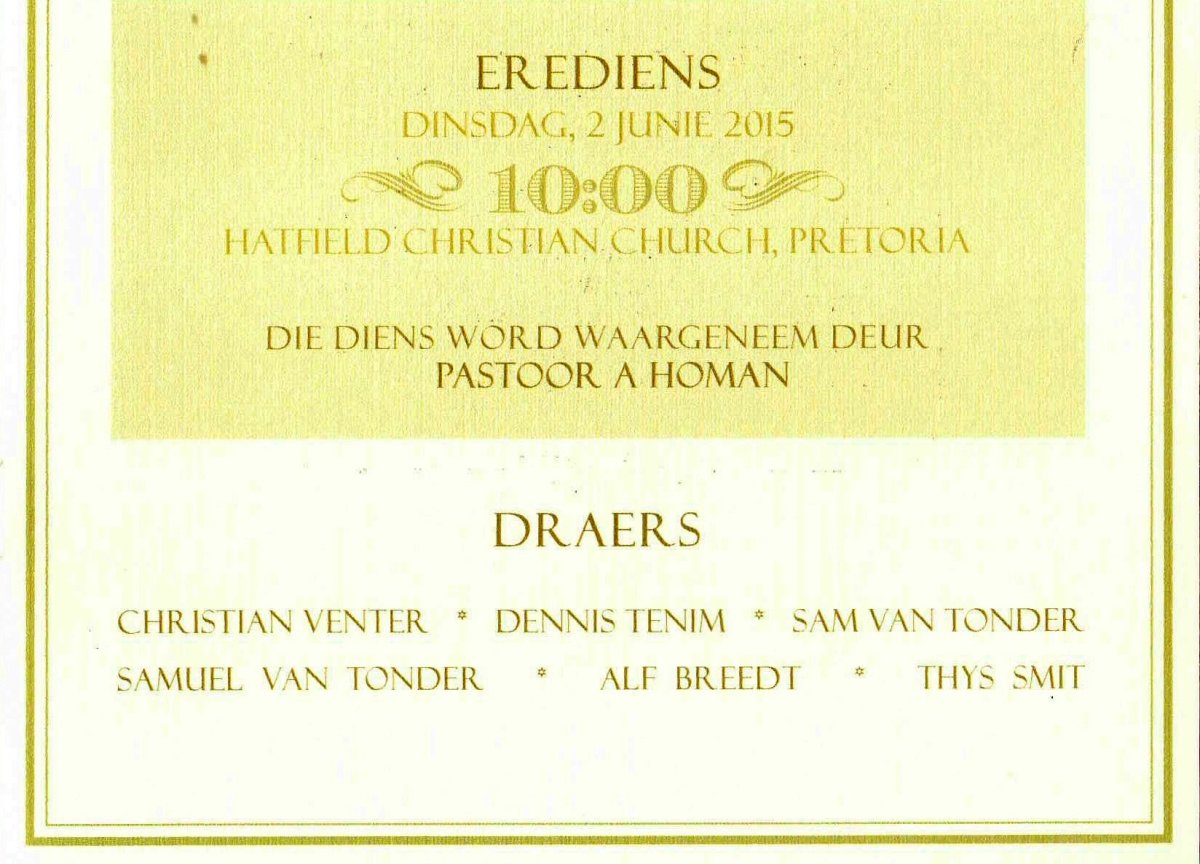 EREDIENS
DINSDAG, 2 JUNIE 2015
10:00
HATFIELD CHRISTIAN CHURCH, PRETORIA
DIE DIENS WORD WAARGENEEM DEUR
PASTOOR A HOMAN
DRAERS
CHRISTIAN VENTER * DENNIS TENIM * SAM VAN TONDER
SAMUEL VAN TONDER * ALF BREEDT * THYS SMIT